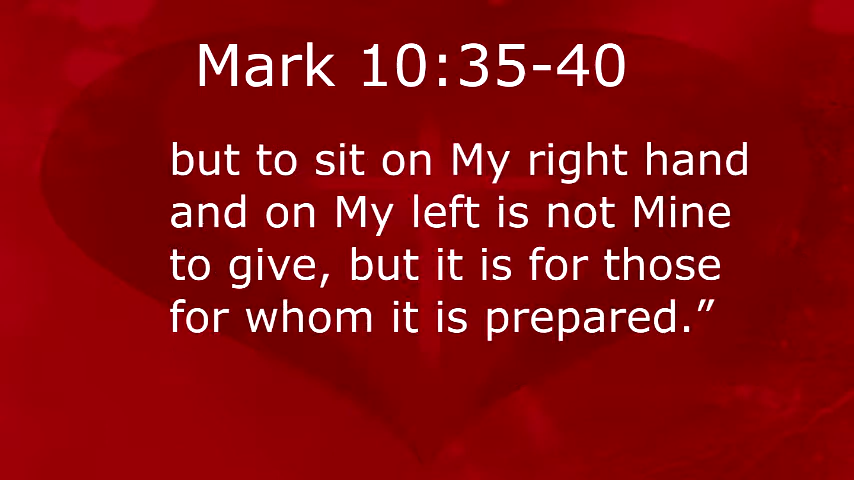 Mark 10:35-40
but to sit on My right hand
and on My left is not Mine
to give, but it is for those
for whom it is prepared.”